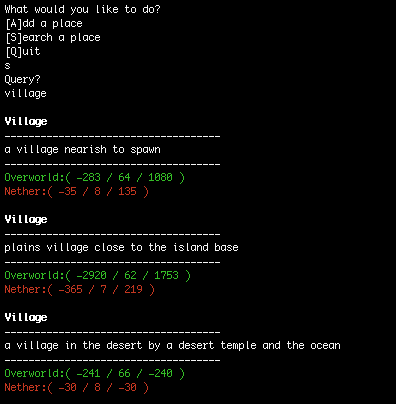 What would you like to do?
[A]dd a place
[S]earch a place
[Q]uit
s
Query?
village
Village
-----------------------------------
a village nearish to spawn
-----------------------------------
Overworld:( -283 / 64 / 1080 )
Nether:( -35 / 8 / 135 )
Village
-----------------------------------
plains village close to the island base
-----------------------------------
Overworld:( -2920 / 62 / 1753 )
Nether:( -365 / 7 / 219 )
Village
-----------------------------------
a village in the desert by a desert temple and the ocean
-----------------------------------
Overworld:( -241 / 66 / -240 )
Nether:( -30 / 8 / -30 )